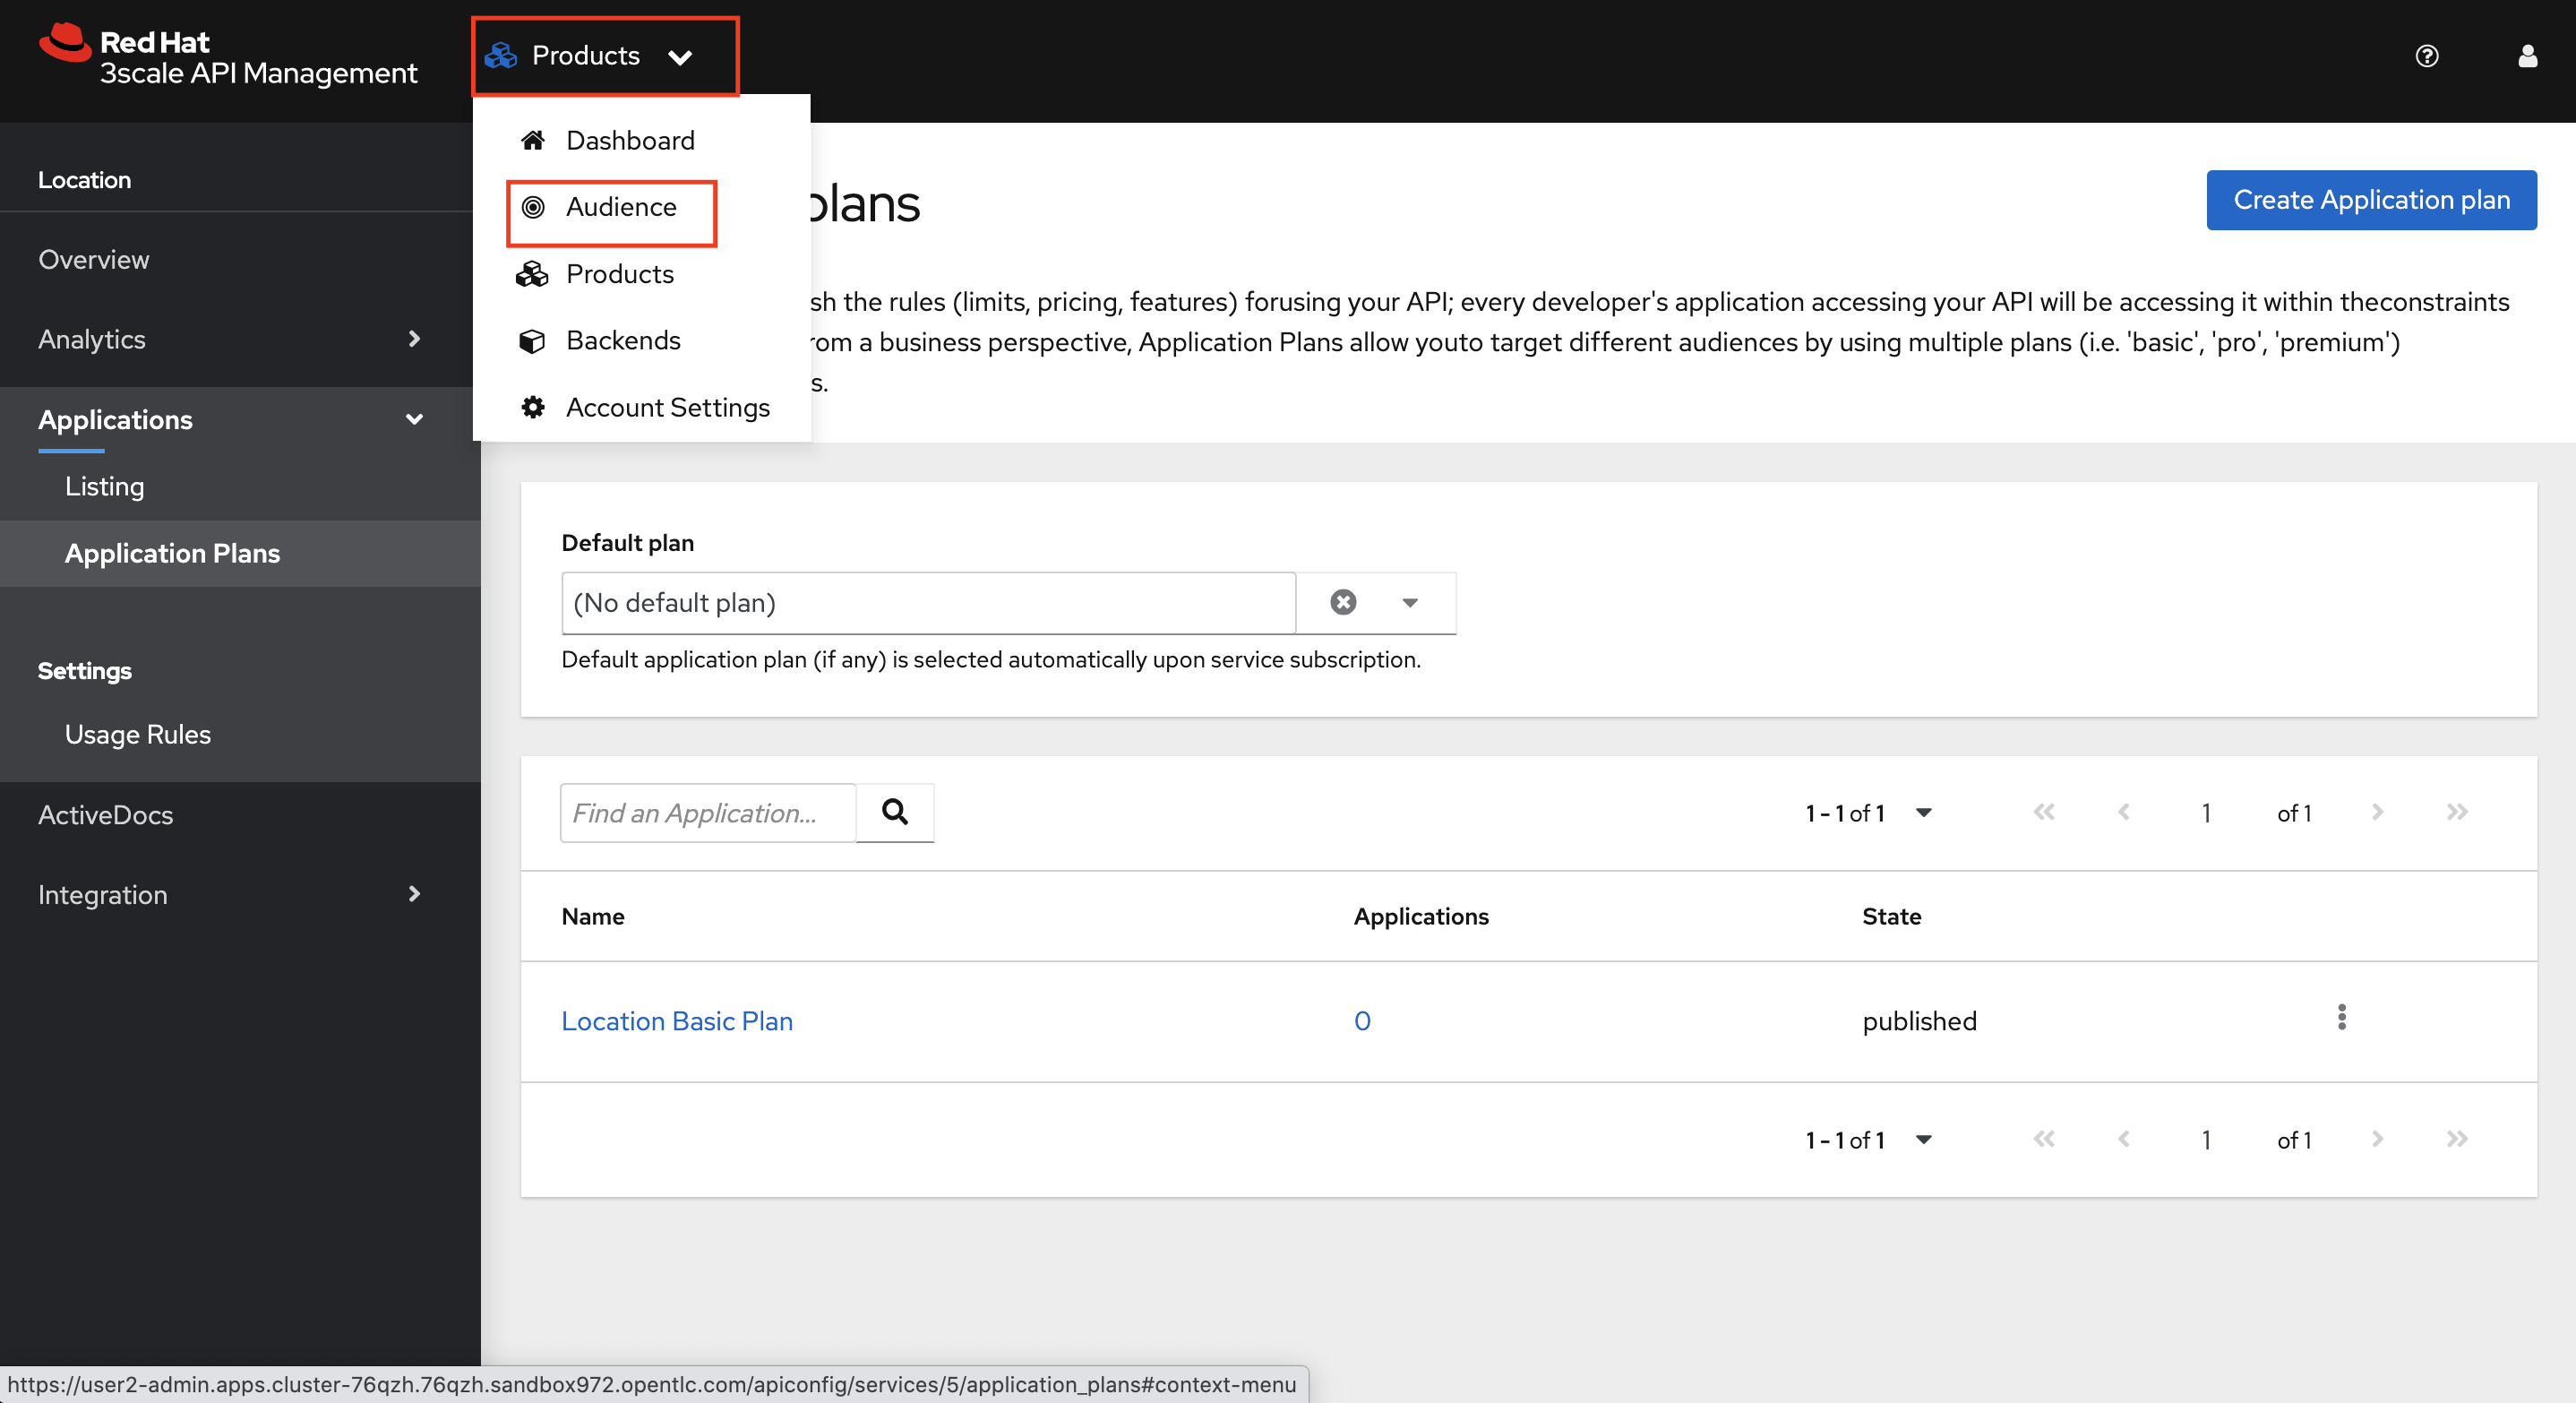 Red Hat
3scale API Management
Products
Dashboard
Audience
Products
Backends
Account Settings
Location
Overview
Analytics
Applications
Listing
Application Plans
Settings
Usage Rules
ActiveDocs
Integration
plans
Create Application plan
sh the rules (limits, pricing, features) forusing your API; every developer's application accessing your API will be accessing it within theconstraints
rom a business perspective, Application Plans allow youto target different audiences by using multiple plans (i.e. 'basic', 'pro', 'premium')
s.
Default plan
(No default plan)
Default application plan (if any) is selected automatically upon service subscription.
Find an Application...
1 - 1 of 1
1 of 1
Name Applications State
Location Basic Plan 0 published
1 - 1 of 1
1 of 1
https://user2-admin.apps.cluster-76qzh.76qzh.sandbox972.opentlc.com/apiconfig/services/5/application_plans#context-menu